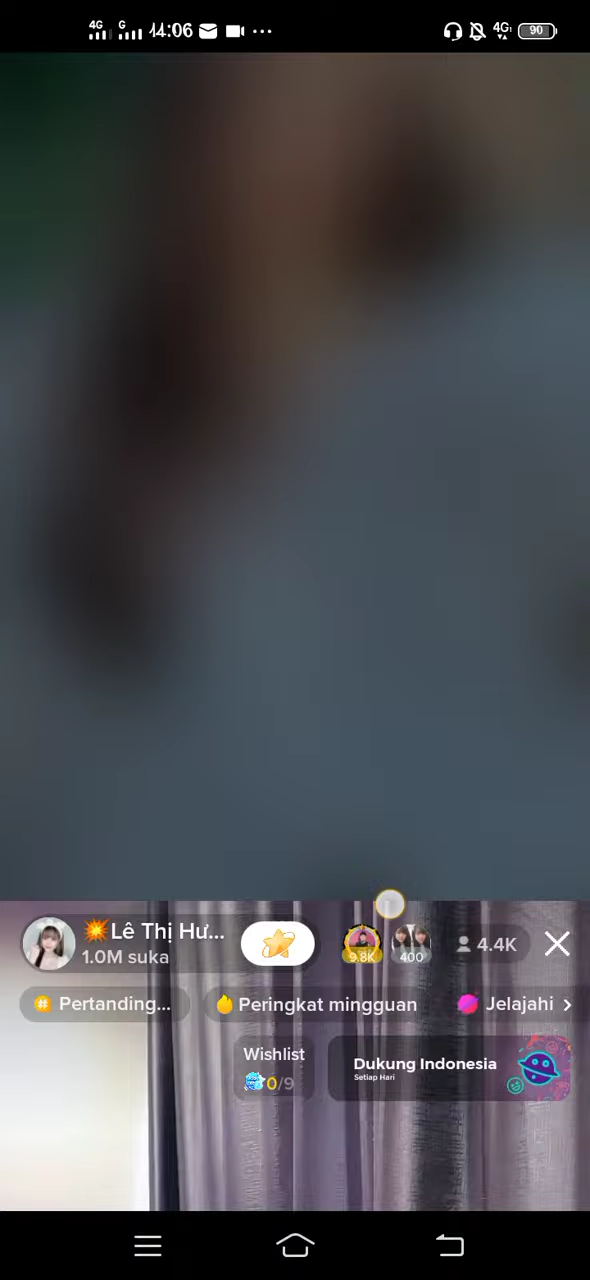 4G G 14:06 4G 90
💥Lê Thị Hư...
1.0M suka
9.8K 400 4.4K
Pertanding... Peringkat mingguan Jelajahi >
Wishlist
0/9
Dukung Indonesia
Setiap Hari